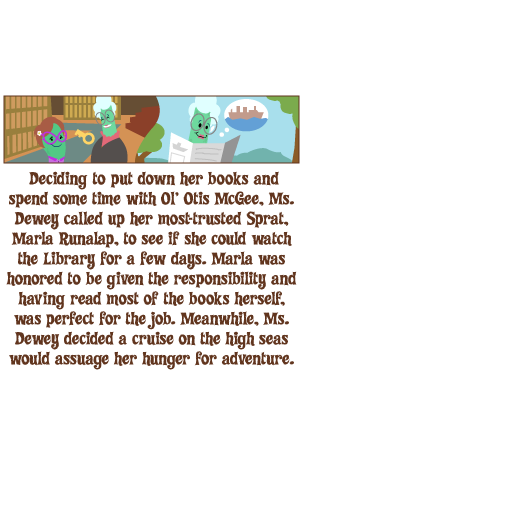 Deciding to put down her books and
spend some time with Ol' Otis McGee, Ms.
Dewey called up her most-trusted Sprat,
Marla Runalap, to see if she could watch
the Library for a few days. Marla was
honored to be given the responsibility and
having read most of the books herself,
was perfect for the job. Meanwhile, Ms.
Dewey decided a cruise on the high seas
would assuage her hunger for adventure.